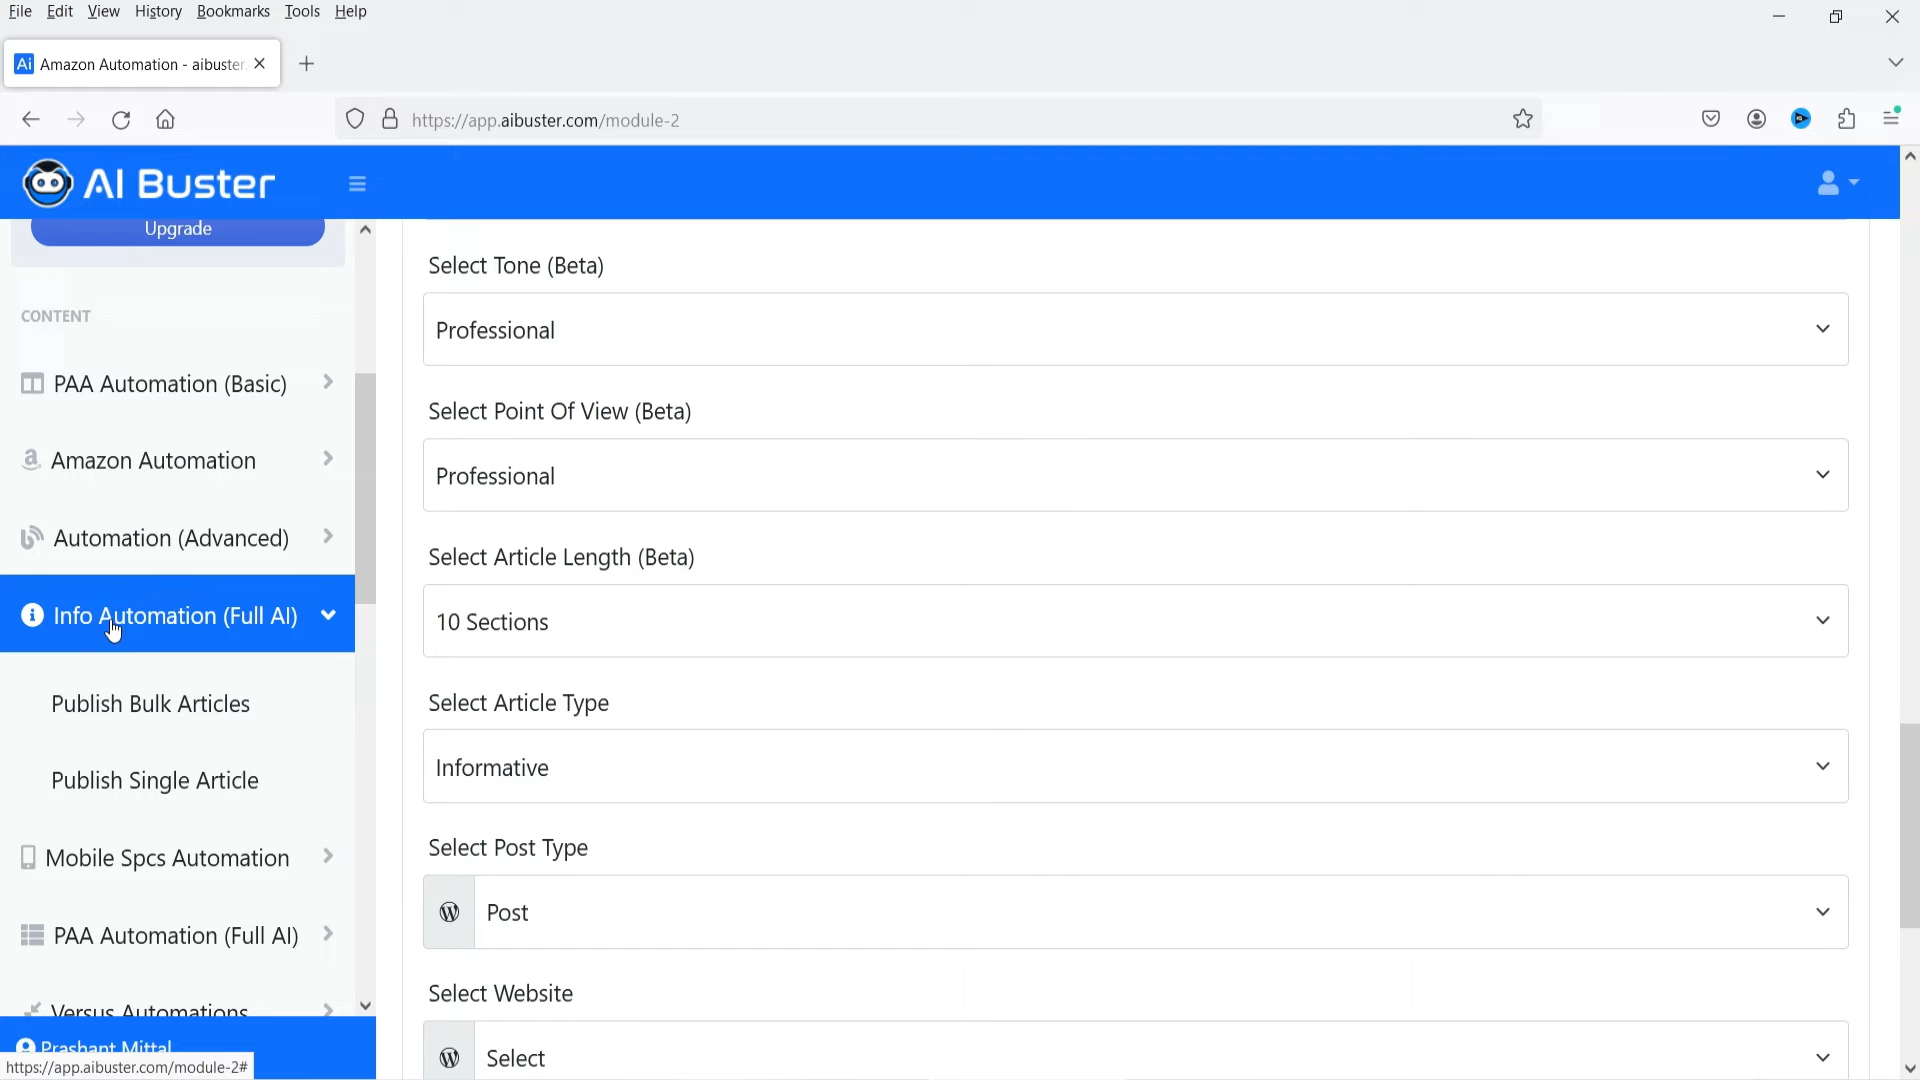 File Edit View History Bookmarks Tools Help
Ai Amazon Automation - aibuster.
https://app.aibuster.com/module-2
AI Buster
Upgrade
CONTENT
PAA Automation (Basic)
Amazon Automation
Automation (Advanced)
Info Automation (Full AI)
Publish Bulk Articles
Publish Single Article
Mobile Spcs Automation
PAA Automation (Full AI)
Versus Automations
Prashant Mittal
https://app.aibuster.com/module-2#
Select Tone (Beta)
Professional
Select Point Of View (Beta)
Professional
Select Article Length (Beta)
10 Sections
Select Article Type
Informative
Select Post Type
Post
Select Website
Select